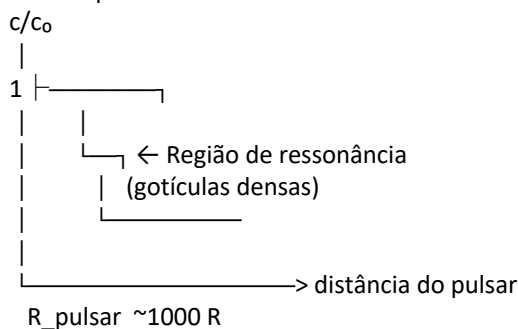 c/c₀
1
← Região de ressonância
(gotículas densas)
> distância do pulsar
R_pulsar ~1000 R